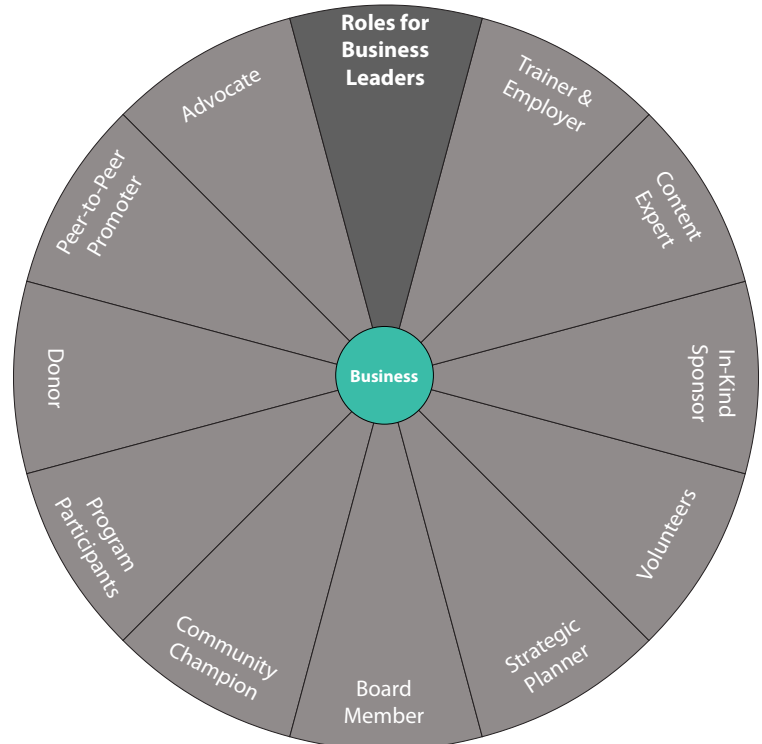 Roles for
Business
Leaders
Trainer &
Employer
Content
Expert
In-Kind
Sponsor
Volunteers
Strategic
Planner
Board
Member
Community
Champion
Program
Participants
Donor
Peer-to-Peer
Promoter
Advocate
Business